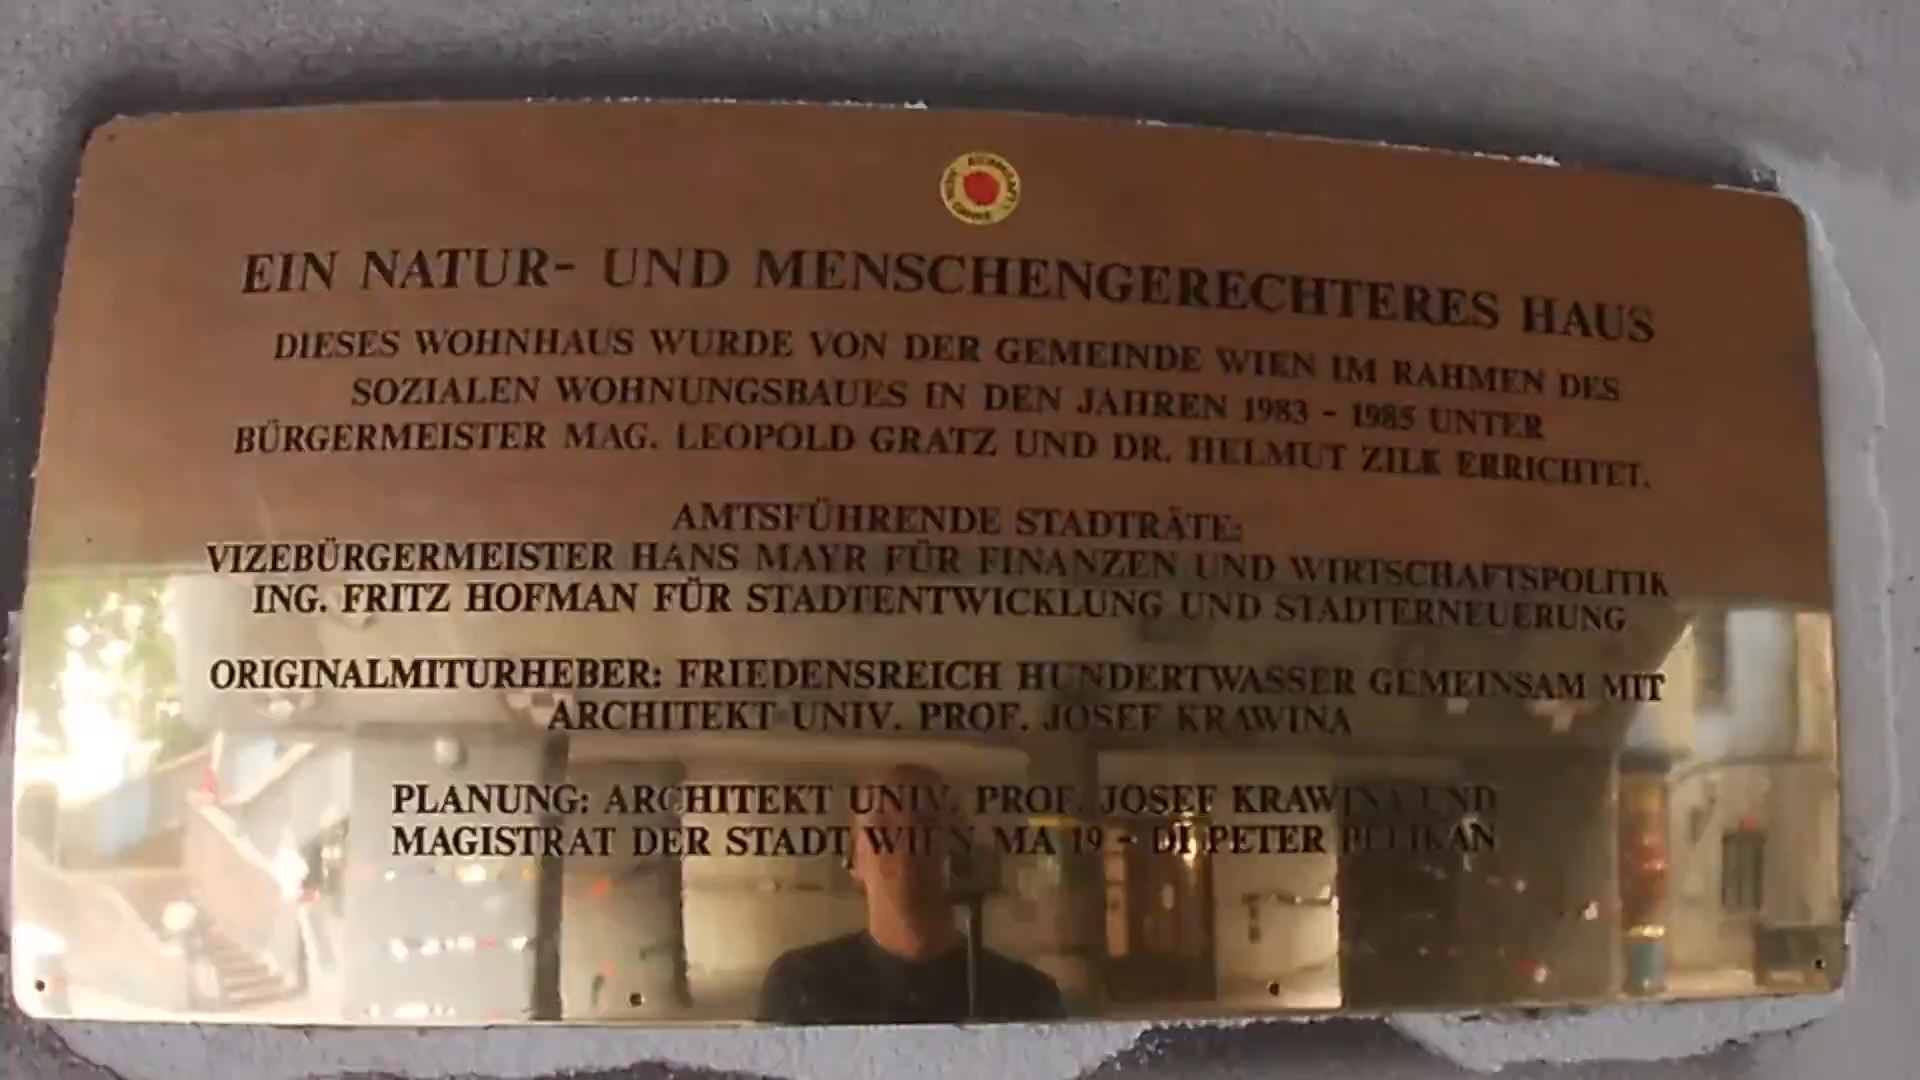 EIN NATUR- UND MENSCHENGERECHTERES HAUS
DIESES WOHNHAUS WURDE VON DER GEMEINDE WIEN IM RAHMEN DES
SOZIALEN WOHNUNGSBAUES IN DEN JAHREN 1983 - 1985 UNTER
BÜRGERMEISTER MAG. LEOPOLD GRATZ UND DR. HELMUT ZILK ERRICHTET.
AMTSFÜHRENDE STADTRÄTE:
VIZEBÜRGERMEISTER HANS MAYR FÜR FINANZEN UND WIRTSCHAFTSPOLITIK
ING. FRITZ HOFMAN FÜR STADTENTWICKLUNG UND STADTERNEUERUNG
ORIGINALMITURHEBER: FRIEDENSREICH HUNDERTWASSER GEMEINSAM MIT
ARCHITEKT UNIV. PROF. JOSEF KRAWINA
PLANUNG: ARCHITEKT UNIV. PROF. JOSEF KRAWINA UND
MAGISTRAT DER STADT WIEN MA 19 - DI PETER PELIKAN